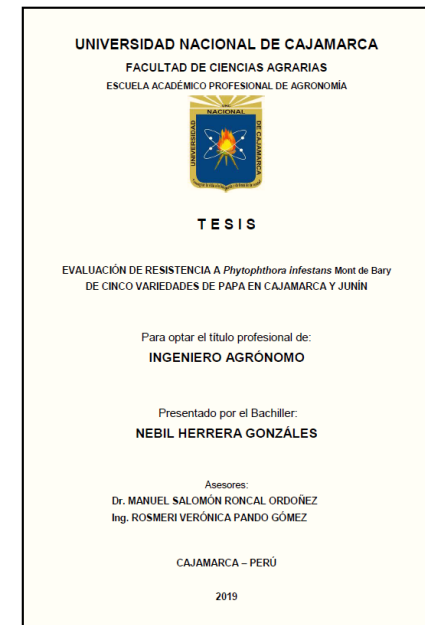 UNIVERSIDAD NACIONAL DE CAJAMARCA
FACULTAD DE CIENCIAS AGRARIAS
ESCUELA ACADÉMICO PROFESIONAL DE AGRONOMÍA
NACIONAL
UNIVERSIDAD
DE CAJAMARCA
TESIS
EVALUACIÓN DE RESISTENCIA A Phytophthora infestans Mont de Bary
DE CINCO VARIEDADES DE PAPA EN CAJAMARCA Y JUNÍN
Para optar el título profesional de:
INGENIERO AGRÓNOMO
Presentado por el Bachiller:
NEBIL HERRERA GONZÁLES
Asesores:
Dr. MANUEL SALOMÓN RONCAL ORDOÑEZ
Ing. ROSMERI VERÓNICA PANDO GÓMEZ
CAJAMARCA – PERÚ
2019